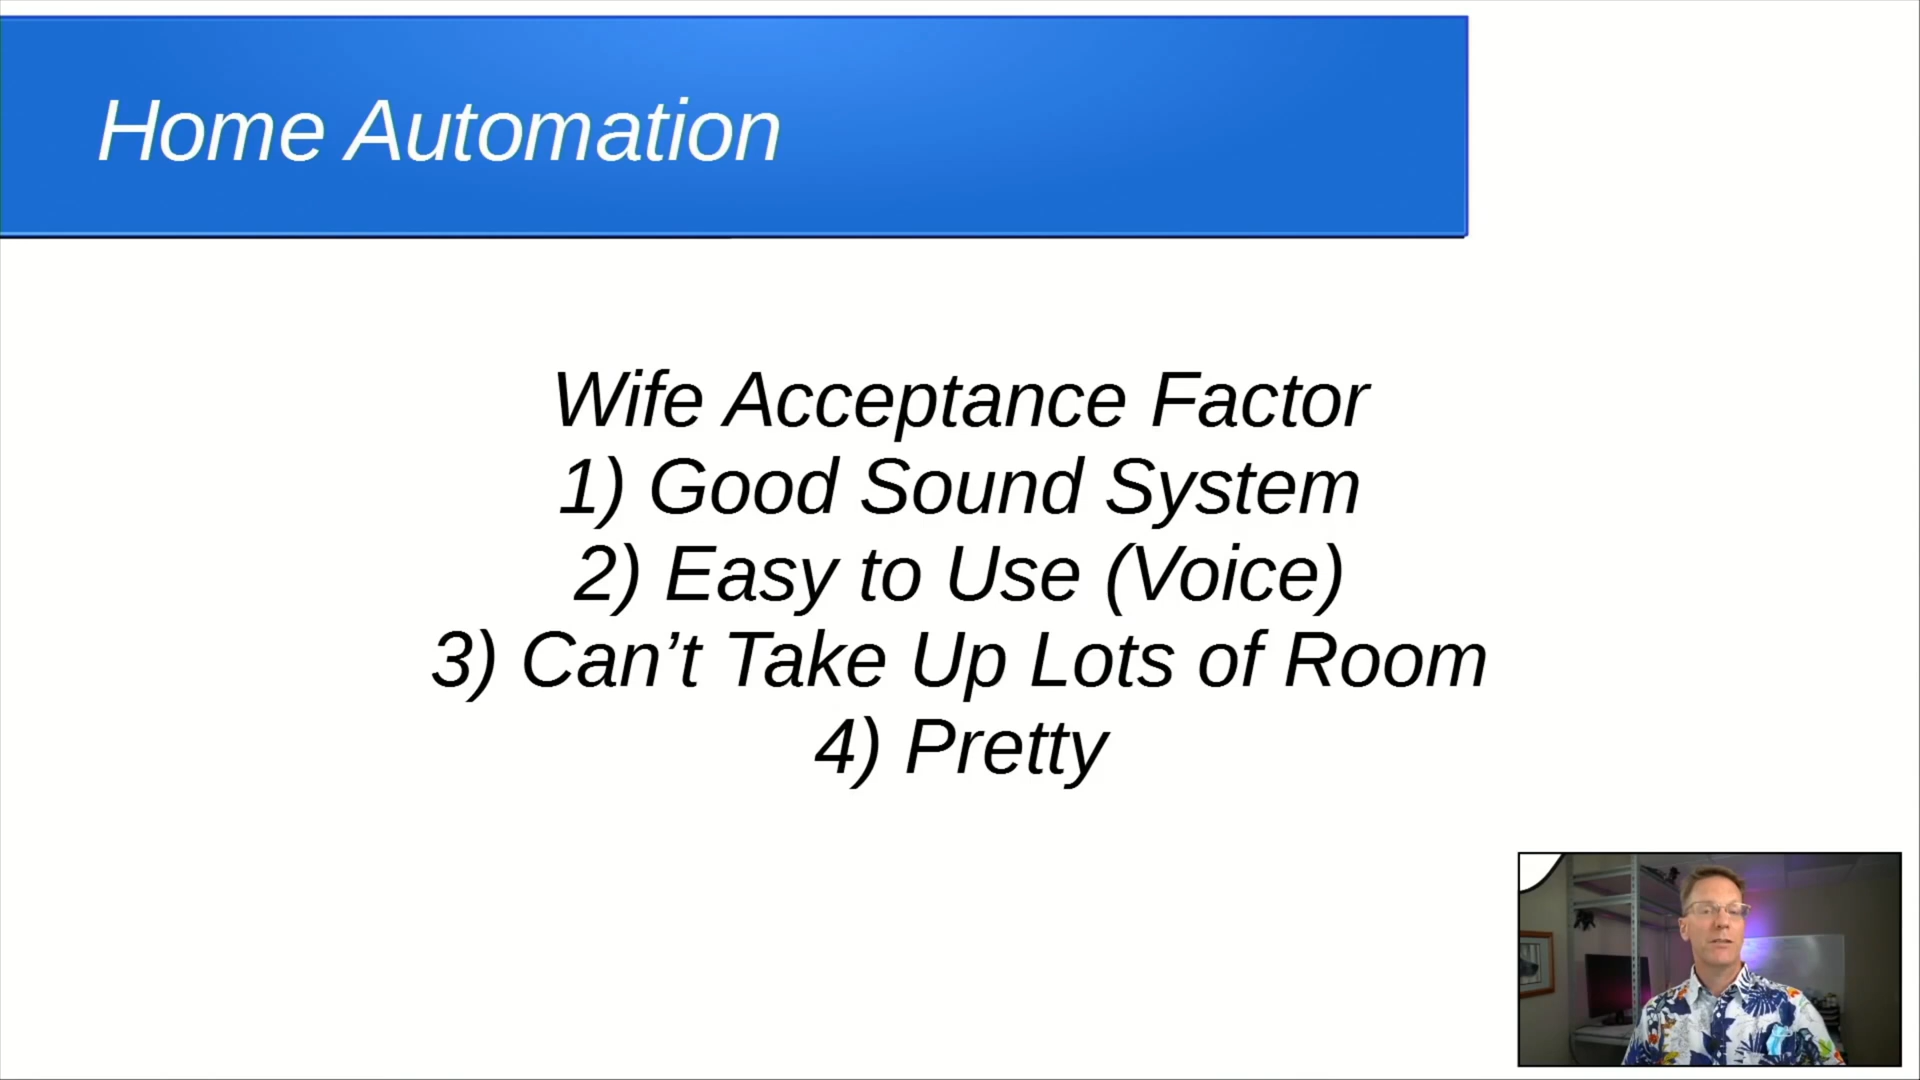 Home Automation
Wife Acceptance Factor
1) Good Sound System
2) Easy to Use (Voice)
3) Can’t Take Up Lots of Room
4) Pretty